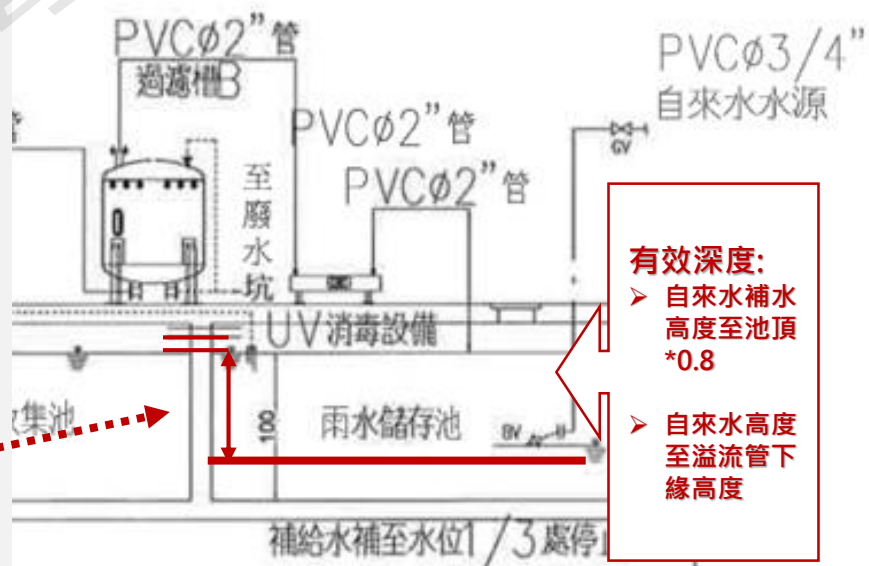 PVCø2"管
過濾槽B
PVCø3/4"
自來水水源
GV
管
PVCø2"管
PVCø2"管
至廢水坑
有效深度:
➢ 自來水補水
高度至池頂
*0.8
➢ 自來水高度
至溢流管下
緣高度
UV消毒設備
集池
100
雨水儲存池
BV
補給水補至水位1/3處停